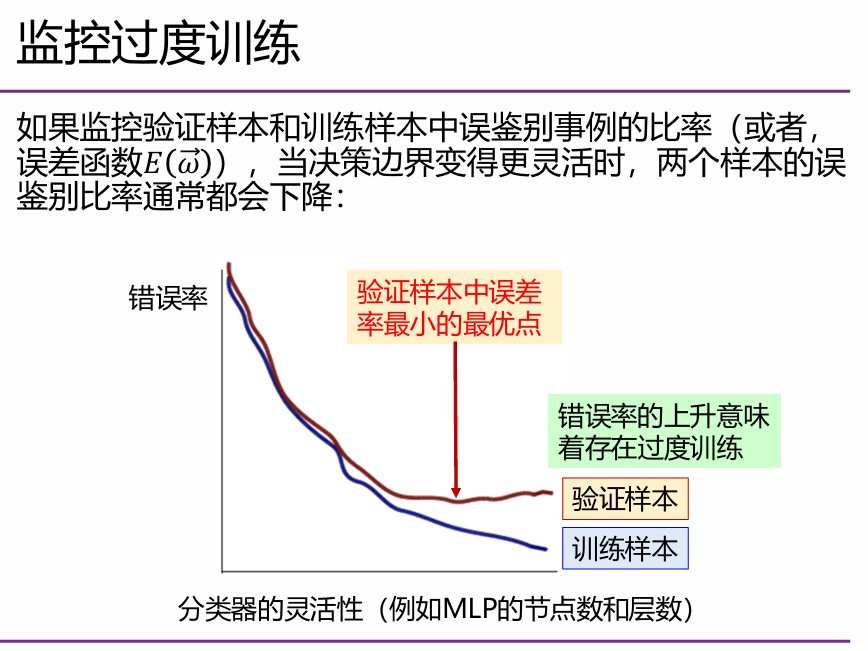 监控过度训练
如果监控验证样本和训练样本中误鉴别事例的比率（或者，
误差函数𝐸(𝜔⃗)），当决策边界变得更灵活时，两个样本的误
鉴别比率通常都会下降：
错误率
验证样本中误差
率最小的最优点
错误率的上升意味
着存在过度训练
验证样本
训练样本
分类器的灵活性（例如MLP的节点数和层数）